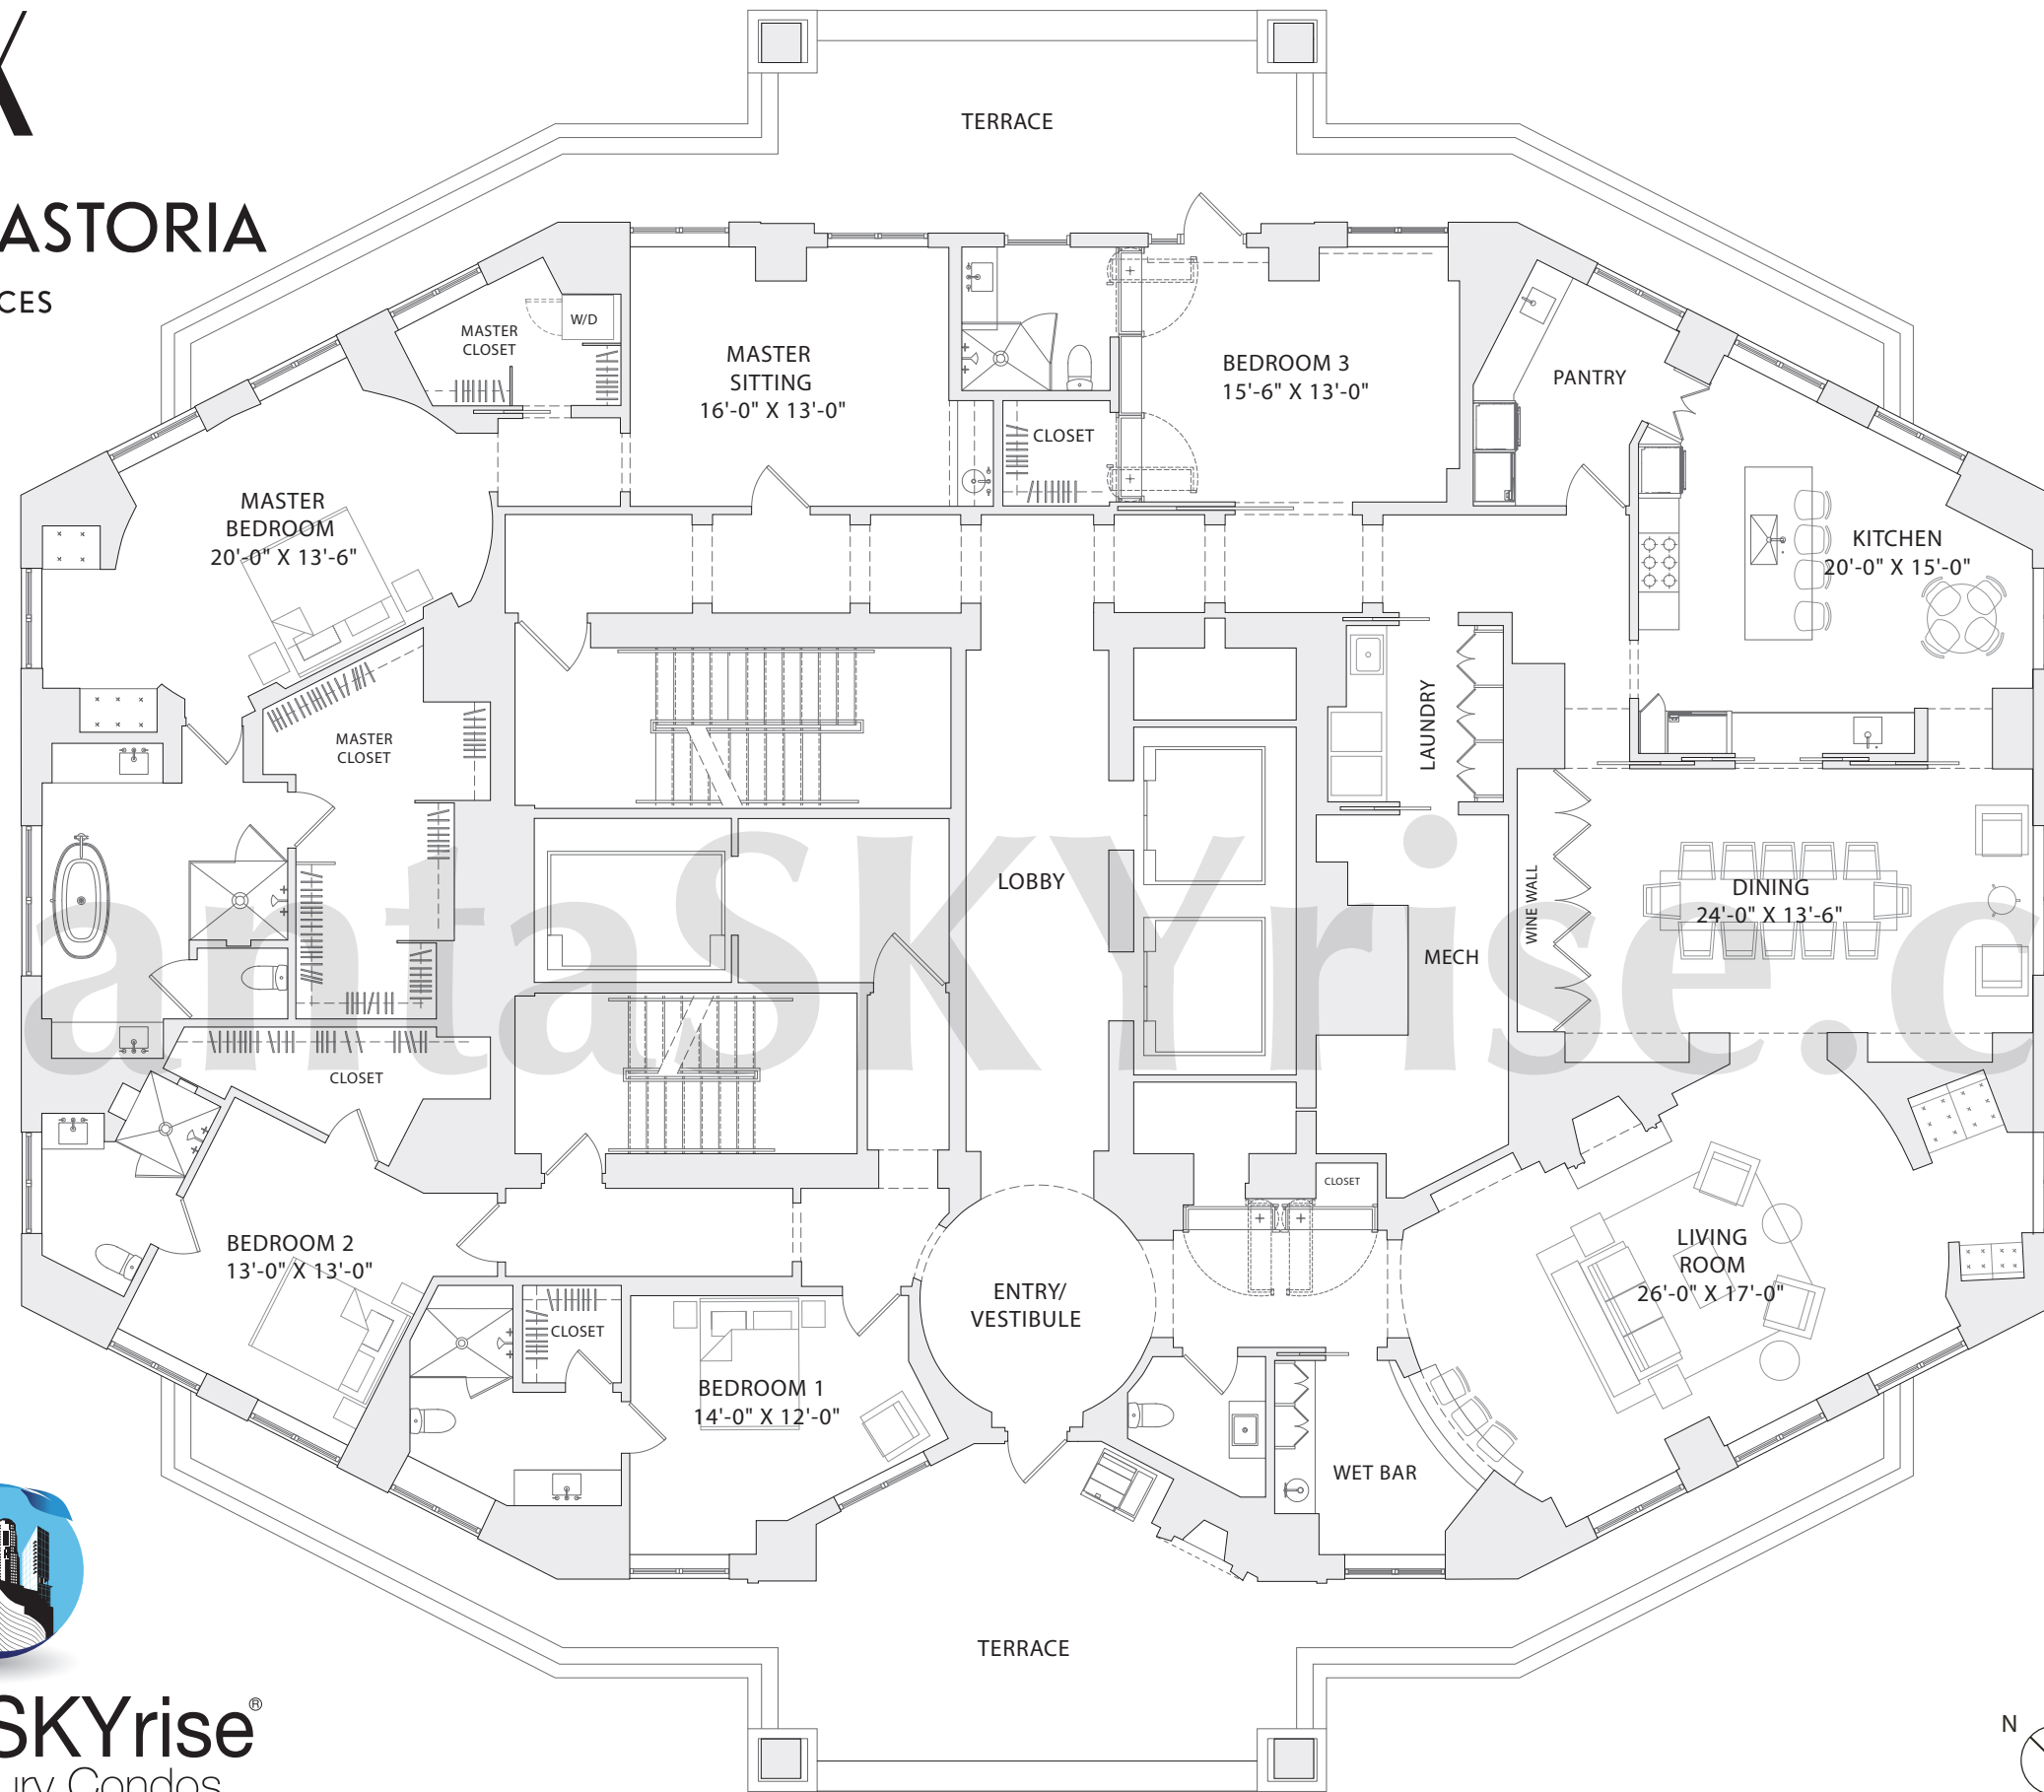 K
ASTORIA
CES
TERRACE
MASTER
CLOSET
W/D
MASTER
SITTING
16'-0" X 13'-0"
BEDROOM 3
15'-6" X 13'-0"
PANTRY
CLOSET
MASTER
BEDROOM
20'-0" X 13'-6"
KITCHEN
20'-0" X 15'-0"
MASTER
CLOSET
LAUNDRY
LOBBY
WINE WALL
DINING
24'-0" X 13'-6"
MECH
antaSKYrise.c
CLOSET
CLOSET
BEDROOM 2
13'-0" X 13'-0"
LIVING
ROOM
26'-0" X 17'-0"
ENTRY/
VESTIBULE
CLOSET
BEDROOM 1
14'-0" X 12'-0"
WET BAR
TERRACE
SKYrise®
ury Condos
N